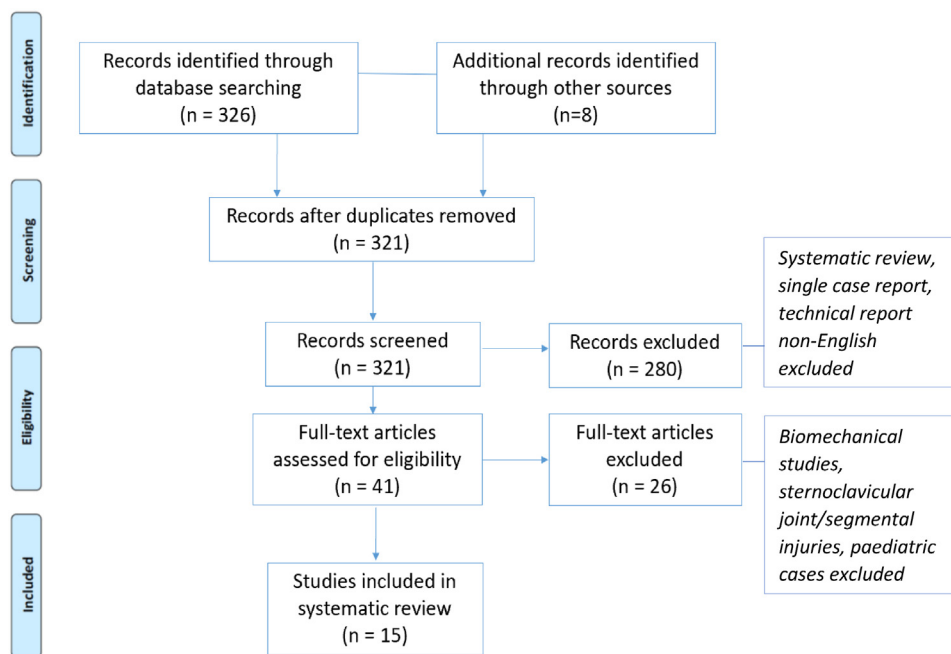 Identification
Records identified through
database searching
(n = 326)
Additional records identified
through other sources
(n=8)
Screening
Records after duplicates removed
(n = 321)
Records screened
(n = 321)
Records excluded
(n = 280)
Systematic review,
single case report,
technical report
non-English
excluded
Eligibility
Full-text articles
assessed for eligibility
(n = 41)
Full-text articles
excluded
(n = 26)
Biomechanical
studies,
sternoclavicular
joint/segmental
injuries, paediatric
cases excluded
Included
Studies included in
systematic review
(n = 15)